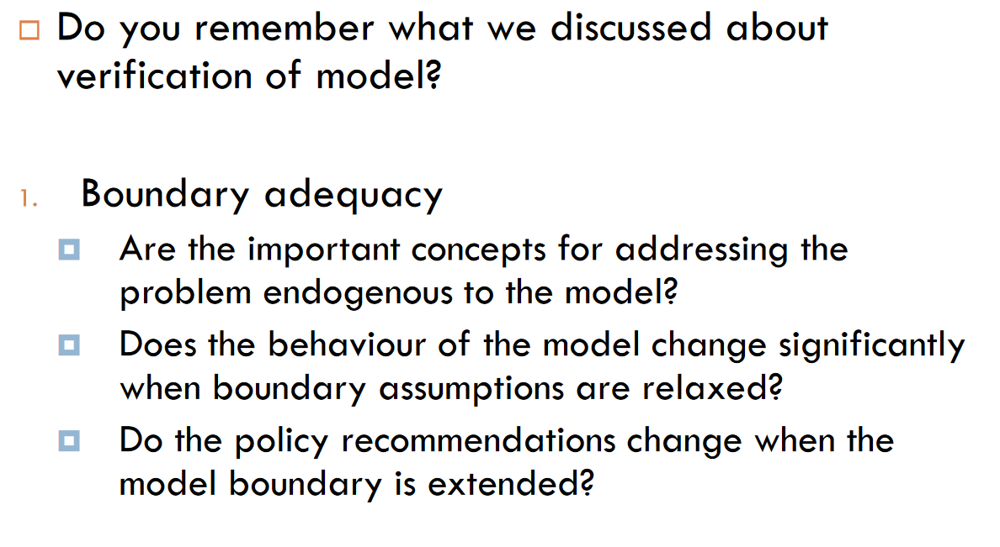 Do you remember what we discussed about
verification of model?
1. Boundary adequacy
Are the important concepts for addressing the
problem endogenous to the model?
Does the behaviour of the model change significantly
when boundary assumptions are relaxed?
Do the policy recommendations change when the
model boundary is extended?